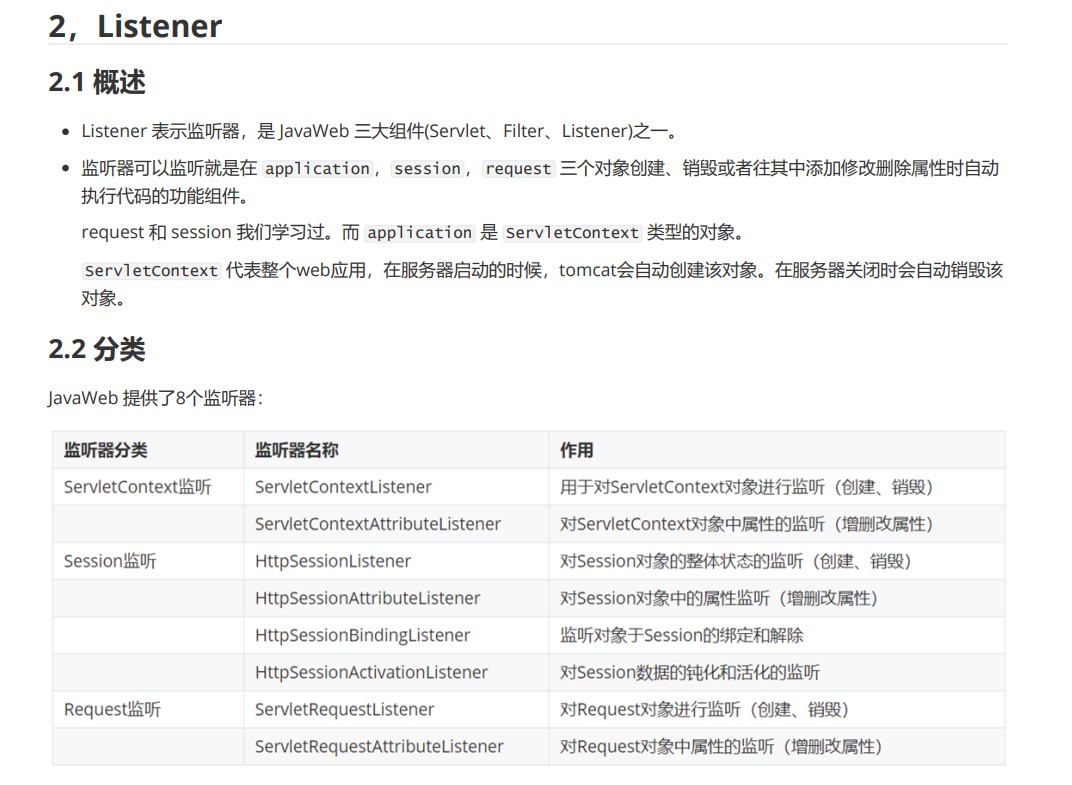 2，Listener
2.1 概述
• Listener 表示监听器，是 JavaWeb 三大组件(Servlet、Filter、Listener)之一。
• 监听器可以监听就是在 application，session，request 三个对象创建、销毁或者往其中添加修改删除属性时自动
执行代码的功能组件。
request 和 session 我们学习过。而 application 是 ServletContext 类型的对象。
ServletContext 代表整个web应用，在服务器启动的时候，tomcat会自动创建该对象。在服务器关闭时会自动销毁该
对象。
2.2 分类
JavaWeb 提供了8个监听器：
监听器分类 监听器名称 作用
ServletContext监听 ServletContextListener 用于对ServletContext对象进行监听（创建、销毁）
ServletContextAttributeListener 对ServletContext对象中属性的监听（增删改属性）
Session监听 HttpSessionListener 对Session对象的整体状态的监听（创建、销毁）
HttpSessionAttributeListener 对Session对象中的属性监听（增删改属性）
HttpSessionBindingListener 监听对象于Session的绑定和解除
HttpSessionActivationListener 对Session数据的钝化和活化的监听
Request监听 ServletRequestListener 对Request对象进行监听（创建、销毁）
ServletRequestAttributeListener 对Request对象中属性的监听（增删改属性）